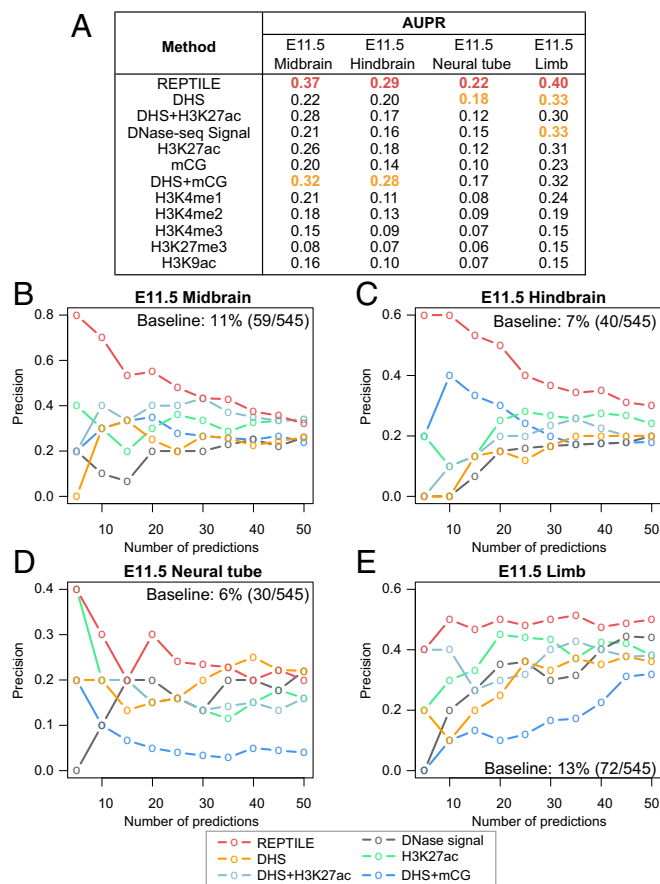 A
Method AUPR
E11.5 Midbrain E11.5 Hindbrain E11.5 Neural tube E11.5 Limb
REPTILE 0.37 0.29 0.22 0.40
DHS 0.22 0.20 0.18 0.33
DHS+H3K27ac 0.28 0.17 0.12 0.30
DNase-seq Signal 0.21 0.16 0.15 0.33
H3K27ac 0.26 0.18 0.12 0.31
mCG 0.20 0.14 0.10 0.23
DHS+mCG 0.32 0.28 0.17 0.32
H3K4me1 0.21 0.11 0.08 0.24
H3K4me2 0.18 0.13 0.09 0.19
H3K4me3 0.15 0.09 0.07 0.15
H3K27me3 0.08 0.07 0.06 0.15
H3K9ac 0.16 0.10 0.07 0.15
B
E11.5 Midbrain
Baseline: 11% (59/545)
Precision
0.8
0.6
0.4
0.2
0.0
10 20 30 40 50
Number of predictions
C
E11.5 Hindbrain
Baseline: 7% (40/545)
Precision
0.6
0.4
0.2
0.0
10 20 30 40 50
Number of predictions
D
E11.5 Neural tube
Baseline: 6% (30/545)
Precision
0.4
0.3
0.2
0.1
0.0
10 20 30 40 50
Number of predictions
E
E11.5 Limb
Baseline: 13% (72/545)
Precision
0.6
0.4
0.2
0.0
10 20 30 40 50
Number of predictions
REPTILE
DHS
DHS+H3K27ac
DNase signal
H3K27ac
DHS+mCG